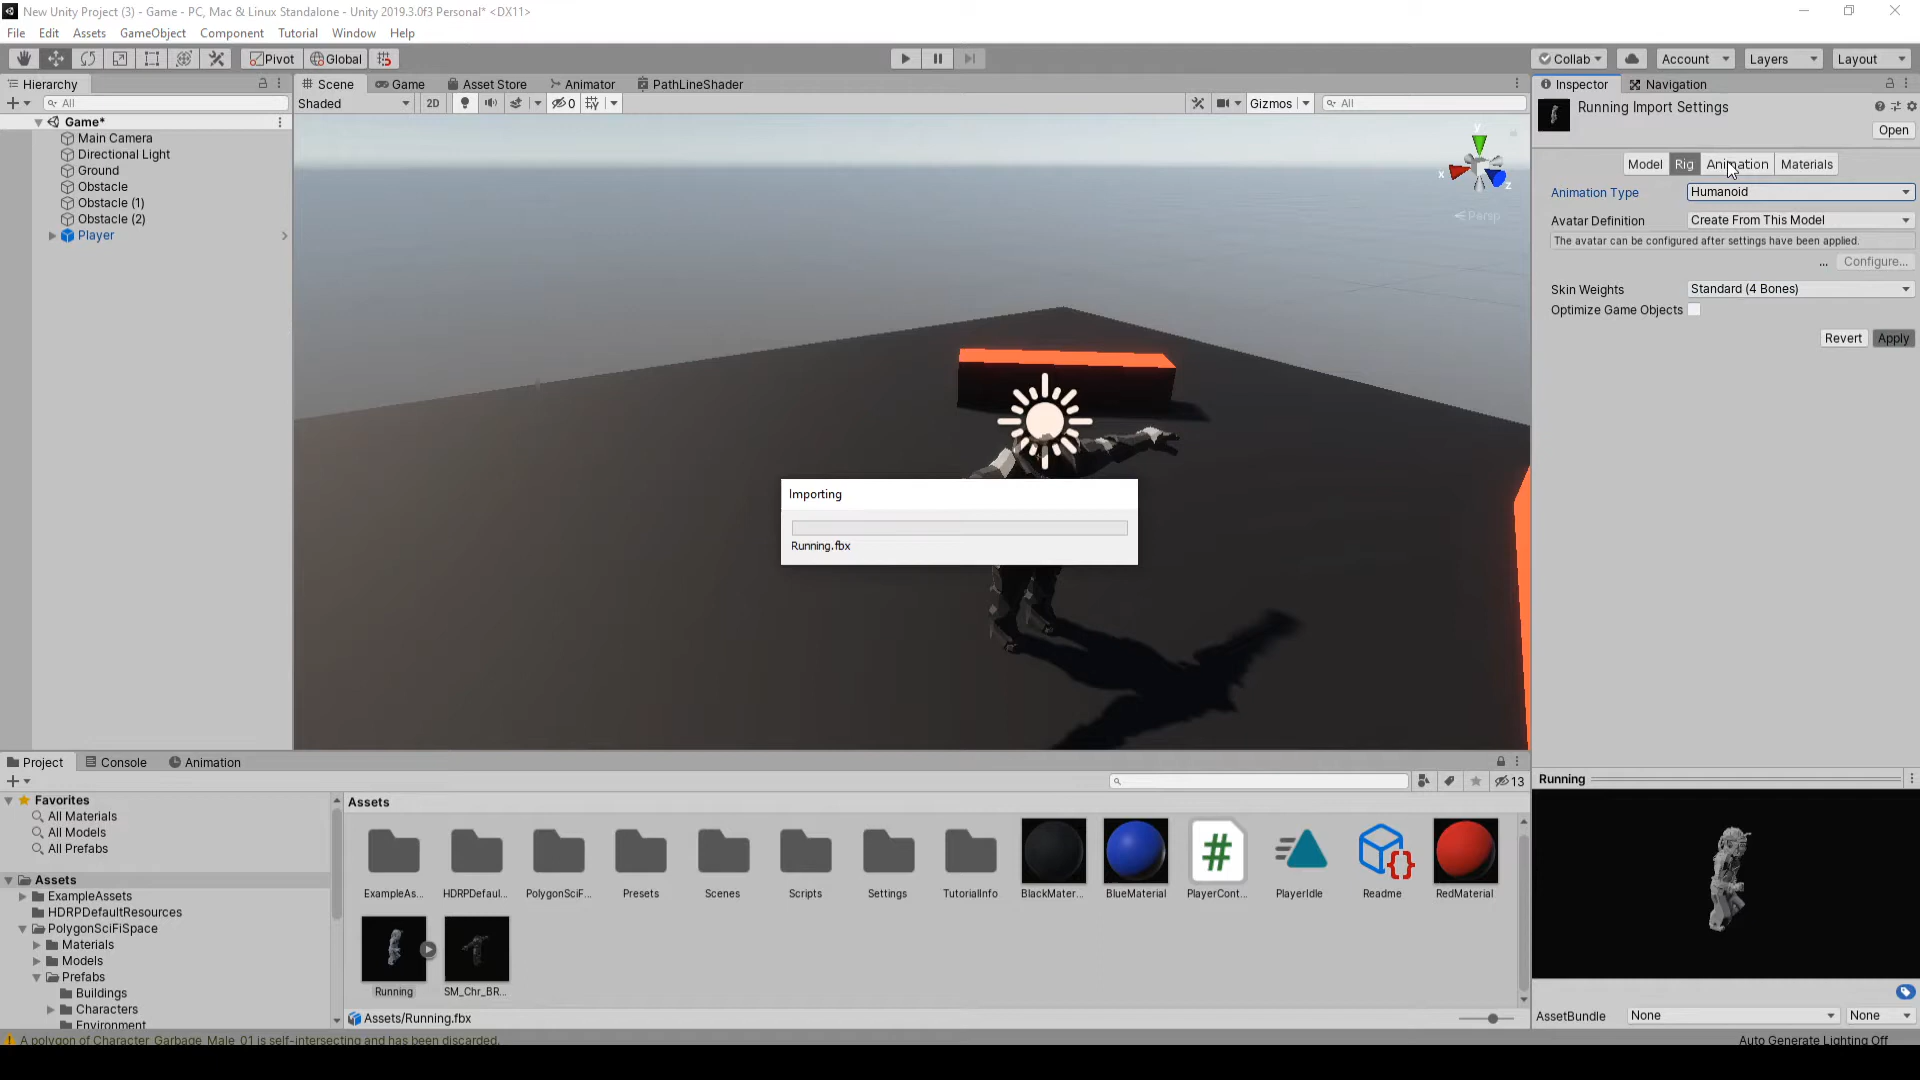 New Unity Project (3) - Game - PC, Mac & Linux Standalone - Unity 2019.3.0f3 Personal* <DX11>
File Edit Assets GameObject Component Tutorial Window Help
Pivot Global Collab Account Layers Layout
Hierarchy
All
Game*
Main Camera
Directional Light
Ground
Obstacle
Obstacle (1)
Obstacle (2)
Player
Scene Game Asset Store Animator PathLineShader
Shaded 2D 0 Gizmos All
y
x
z
Persp
Importing
Running.fbx
Inspector Navigation
Running Import Settings
Open
Model Rig Animation Materials
Animation Type Humanoid
Avatar Definition Create From This Model
The avatar can be configured after settings have been applied.
... Configure...
Skin Weights Standard (4 Bones)
Optimize Game Objects
Revert Apply
Project Console Animation
13
Favorites
All Materials
All Models
All Prefabs
Assets
ExampleAssets
HDRPDefaultResources
PolygonSciFiSpace
Materials
Models
Prefabs
Buildings
Characters
Environment
Assets
ExampleAs... HDRPDefaul... PolygonSciF... Presets Scenes Scripts Settings TutorialInfo BlackMater... BlueMaterial PlayerCont... PlayerIdle Readme RedMaterial
Running SM_Chr_BR...
Assets/Running.fbx
Running
AssetBundle None None
A polygon of Character_Garbage_Male_01 is self-intersecting and has been discarded.
Auto Generate Lighting Off